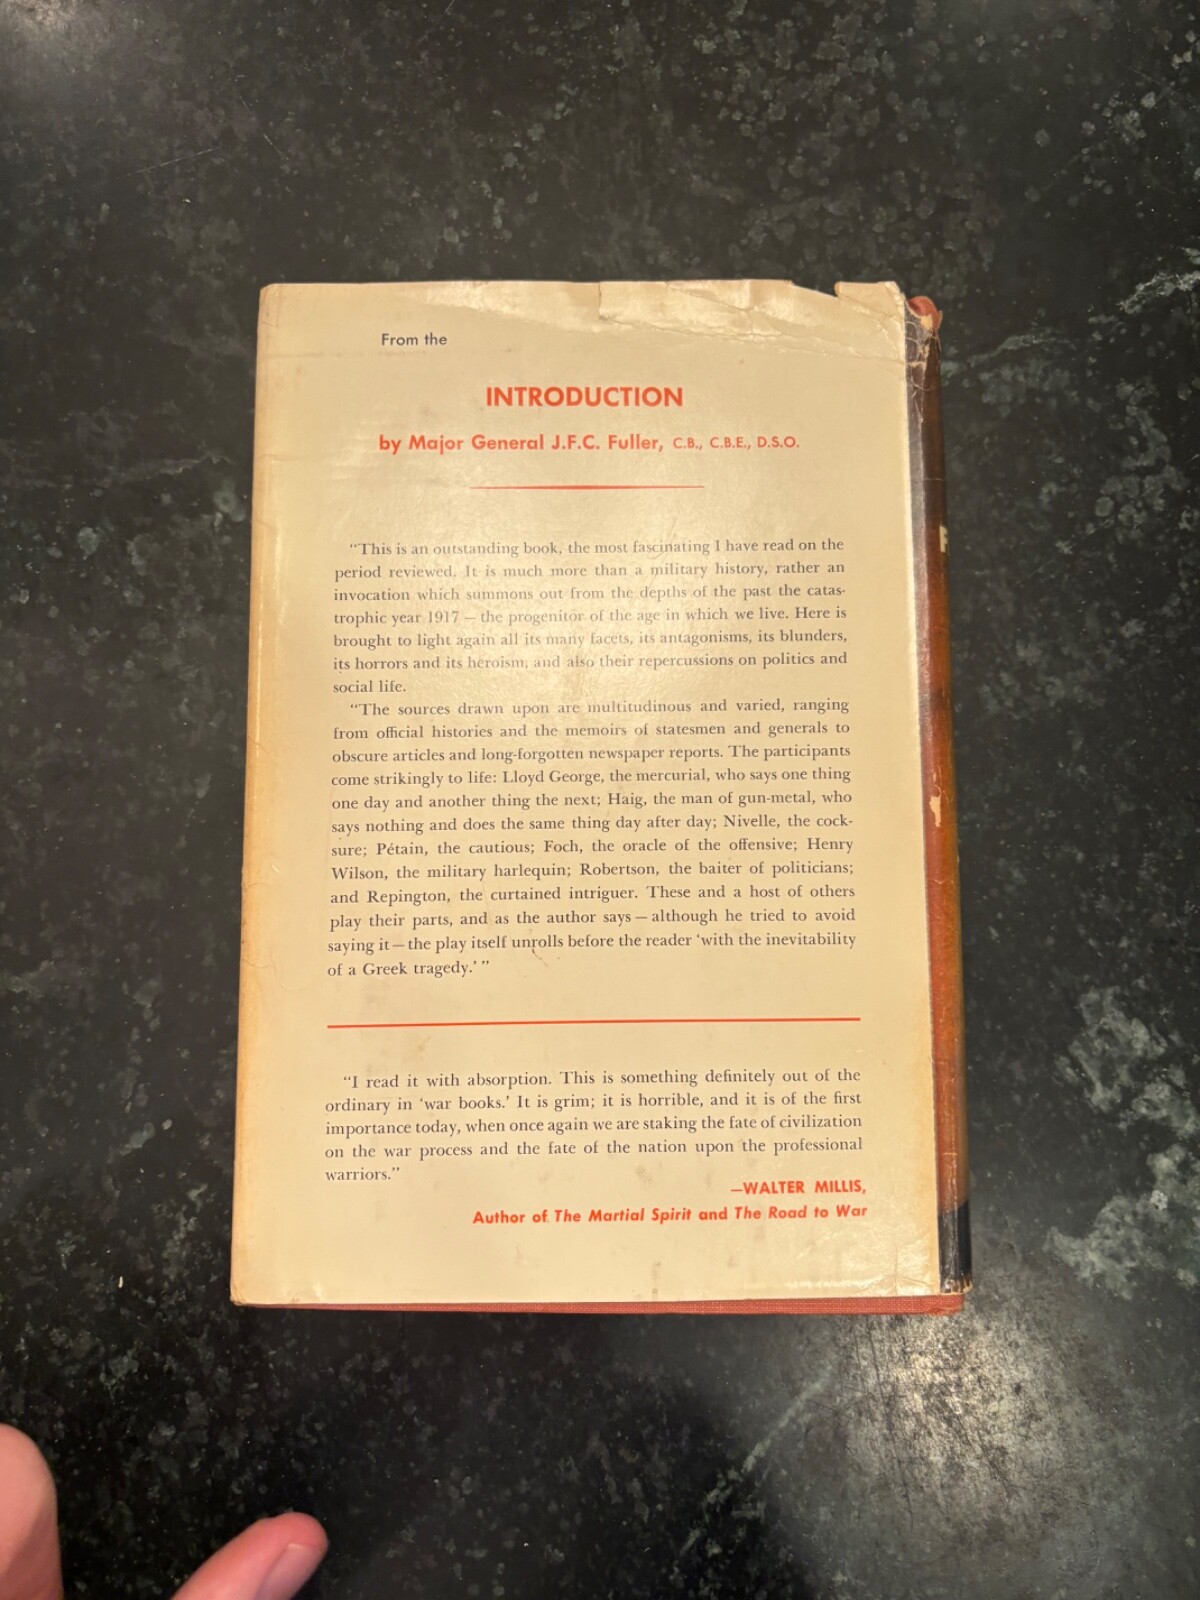 From the
INTRODUCTION
by Major General J.F.C. Fuller, C.B., C.B.E., D.S.O.
“This is an outstanding book, the most fascinating I have read on the
period reviewed. It is much more than a military history, rather an
invocation which summons out from the depths of the past the catas-
trophic year 1917 — the progenitor of the age in which we live. Here is
brought to light again all its many facets, its antagonisms, its blunders,
its horrors and its heroism, and also their repercussions on politics and
social life.
“The sources drawn upon are multitudinous and varied, ranging
from official histories and the memoirs of statesmen and generals to
obscure articles and long-forgotten newspaper reports. The participants
come strikingly to life: Lloyd George, the mercurial, who says one thing
one day and another thing the next; Haig, the man of gun-metal, who
says nothing and does the same thing day after day; Nivelle, the cock-
sure; Pétain, the cautious; Foch, the oracle of the offensive; Henry
Wilson, the military harlequin; Robertson, the baiter of politicians;
and Repington, the curtained intriguer. These and a host of others
play their parts, and as the author says — although he tried to avoid
saying it — the play itself unrolls before the reader ‘with the inevitability
of a Greek tragedy.’ ”
“I read it with absorption. This is something definitely out of the
ordinary in ‘war books.’ It is grim; it is horrible, and it is of the first
importance today, when once again we are staking the fate of civilization
on the war process and the fate of the nation upon the professional
warriors.”
—WALTER MILLIS,
Author of The Martial Spirit and The Road to War
F